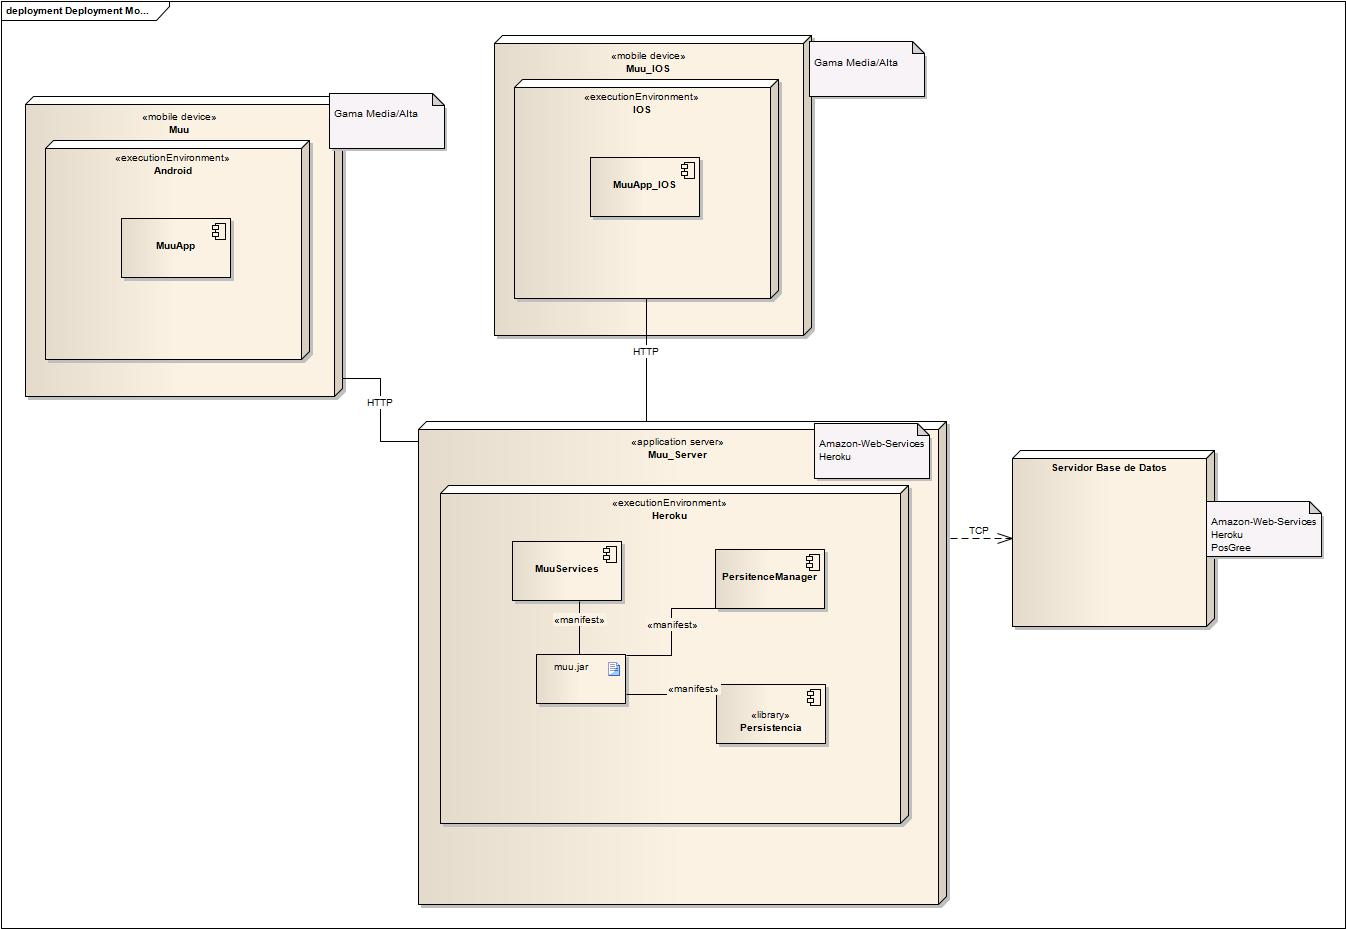 deployment Deployment Mo...
«mobile device»
Muu_IOS
Gama Media/Alta
«executionEnvironment»
IOS
MuuApp_IOS
«mobile device»
Muu
Gama Media/Alta
«executionEnvironment»
Android
MuuApp
HTTP
HTTP
«application server»
Muu_Server
Amazon-Web-Services
Heroku
«executionEnvironment»
Heroku
MuuServices
PersitenceManager
«manifest»
«manifest»
muu.jar
«manifest»
«library»
Persistencia
TCP
Servidor Base de Datos
Amazon-Web-Services
Heroku
PosGree